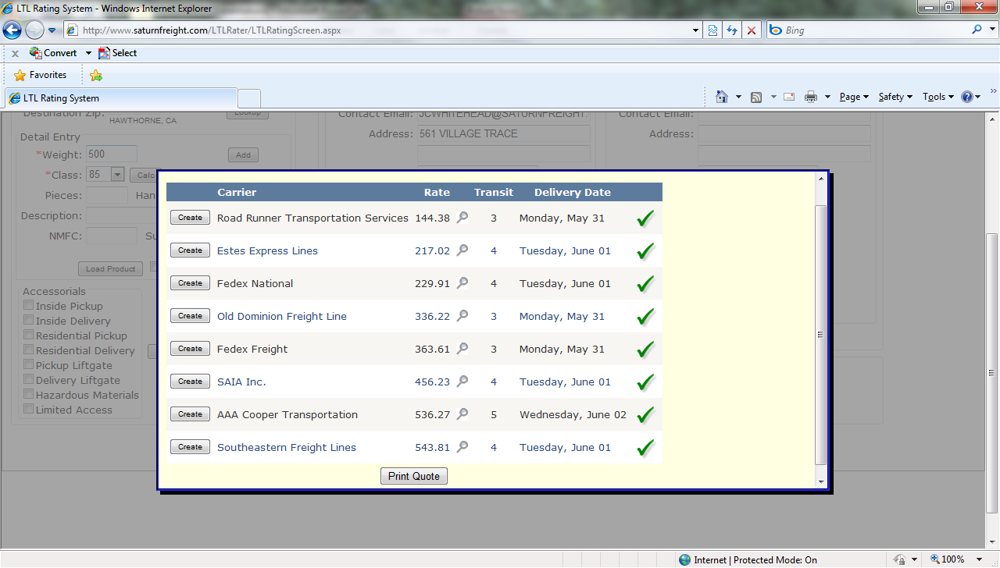 LTL Rating System - Windows Internet Explorer
http://www.saturnfreight.com/LTLRater/LTLRatingScreen.aspx
Bing
x Convert Select
Favorites
LTL Rating System
Page Safety Tools
Destination Zip: Lookup
HAWTHORNE, CA
Contact Email: JCWHITEHEAD@SATURNFREIGHT.
Contact Email:
Detail Entry
Address: 561 VILLAGE TRACE
Address:
*Weight: 500 Add
*Class: 85 Calc
Pieces: Han
Description:
NMFC: Su
Load Product
Accessorials
Inside Pickup
Inside Delivery
Residential Pickup
Residential Delivery
Pickup Liftgate
Delivery Liftgate
Hazardous Materials
Limited Access
Carrier Rate Transit Delivery Date
Create Road Runner Transportation Services 144.38 3 Monday, May 31
Create Estes Express Lines 217.02 4 Tuesday, June 01
Create Fedex National 229.91 4 Tuesday, June 01
Create Old Dominion Freight Line 336.22 3 Monday, May 31
Create Fedex Freight 363.61 3 Monday, May 31
Create SAIA Inc. 456.23 4 Tuesday, June 01
Create AAA Cooper Transportation 536.27 5 Wednesday, June 02
Create Southeastern Freight Lines 543.81 4 Tuesday, June 01
Print Quote
Internet | Protected Mode: On
100%